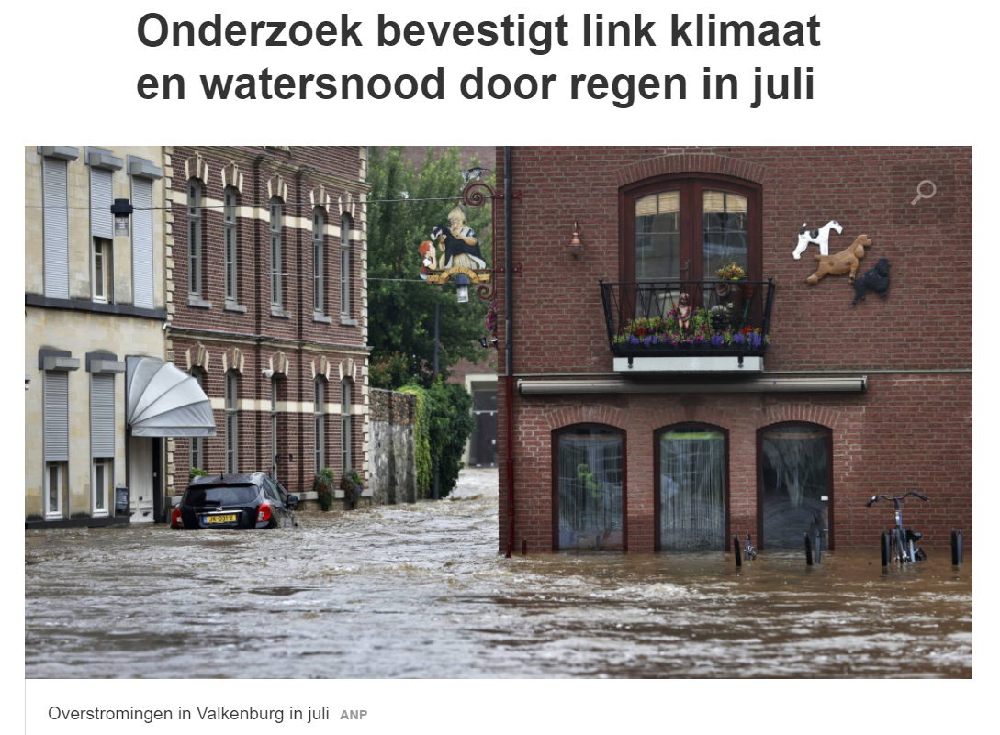 Onderzoek bevestigt link klimaat
en watersnood door regen in juli
Overstromingen in Valkenburg in juli ANP